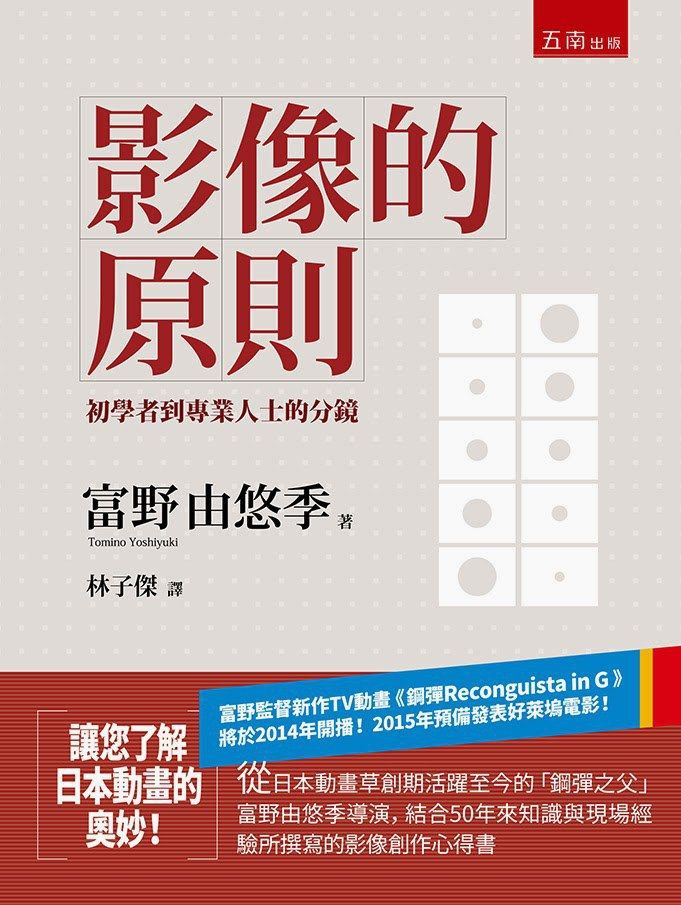 五南出版
影像的
原則
初學者到專業人士的分鏡
富野由悠季 著
Tomino Yoshiyuki
林子傑 譯
富野監督新作TV動畫《鋼彈Reconguista in G》
將於2014年開播！2015年預備發表好萊塢電影！
讓您了解
日本動畫的
奧妙！
從日本動畫草創期活躍至今的「鋼彈之父」
富野由悠季導演，結合50年來知識與現場經
驗所撰寫的影像創作心得書